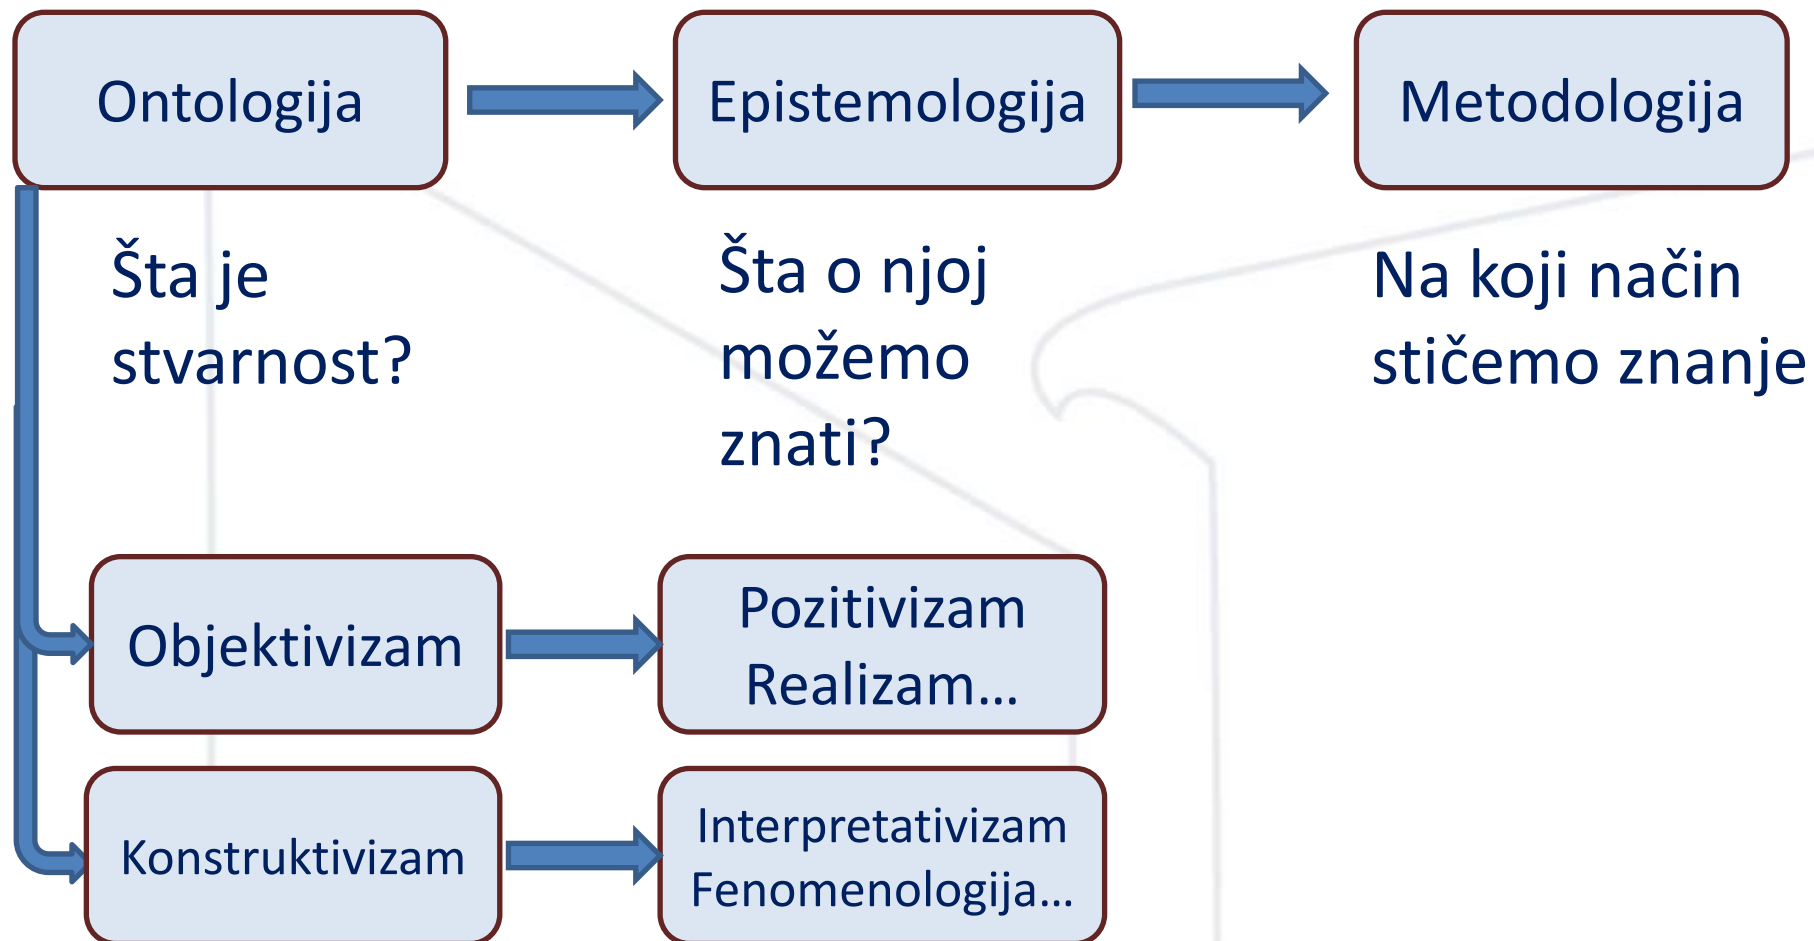 Ontologija
Epistemologija
Metodologija
Šta je
stvarnost?
Šta o njoj
možemo
znati?
Na koji način
stičemo znanje
Objektivizam
Pozitivizam
Realizam...
Konstruktivizam
Interpretativizam
Fenomenologija...